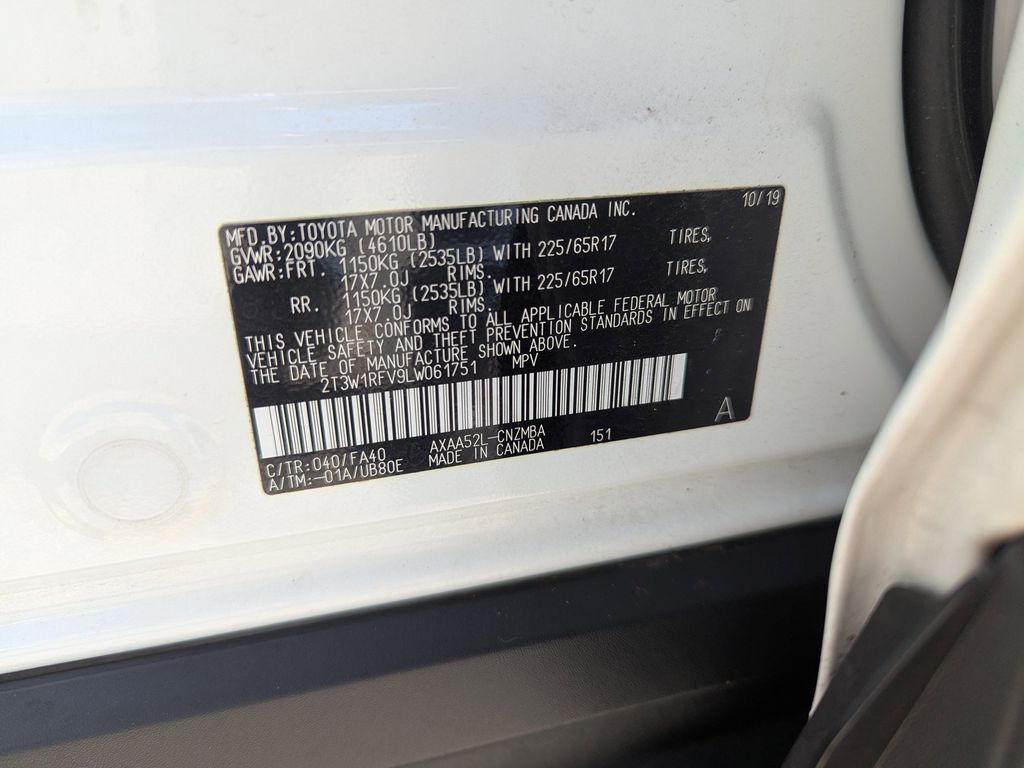 10/19
MFD.BY:TOYOTA MOTOR MANUFACTURING CANADA INC.
GVWR:2090KG (4610LB)
GAWR:FRT. 1150KG (2535LB) WITH 225/65R17 TIRES,
17X7.0J RIMS.
RR. 1150KG (2535LB) WITH 225/65R17 TIRES,
17X7.0J RIMS.
THIS VEHICLE CONFORMS TO ALL APPLICABLE FEDERAL MOTOR
VEHICLE SAFETY AND THEFT PREVENTION STANDARDS IN EFFECT ON
THE DATE OF MANUFACTURE SHOWN ABOVE.
2T3W1RFV9LW061751 MPV
A
C/TR:040/FA40 AXAA52L-CNZMBA 151
A/TM:-01A/UB80E MADE IN CANADA